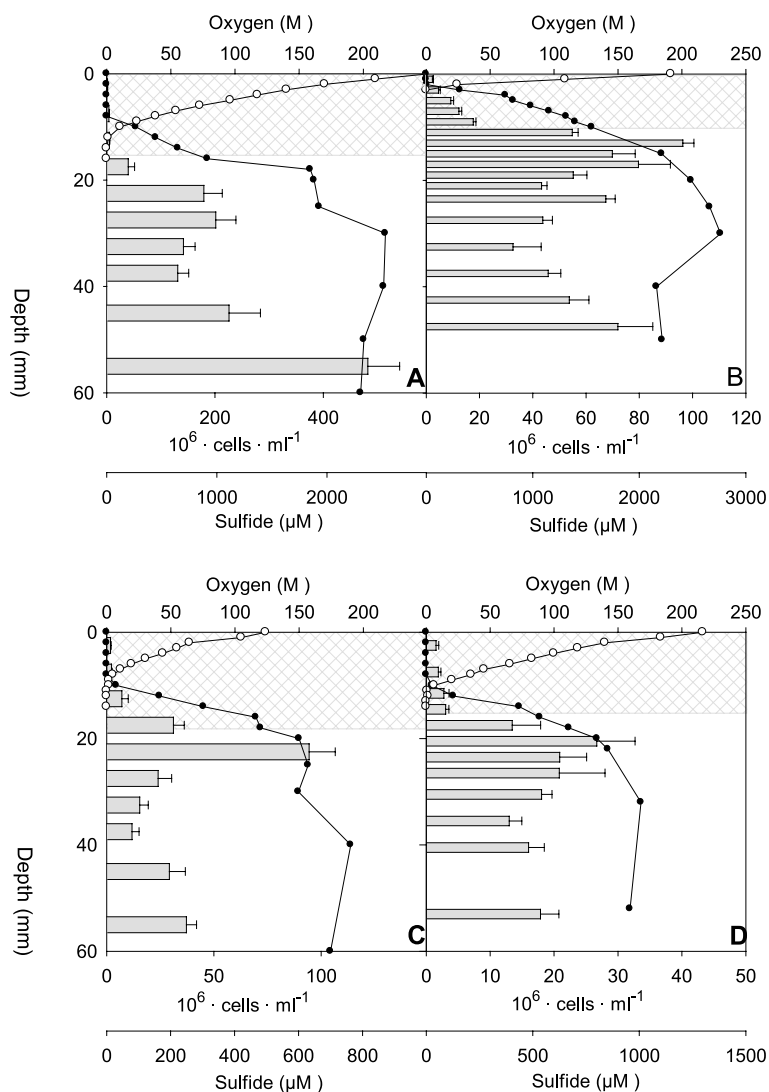 Oxygen (M )
Oxygen (M )
0 50 100 150 200
0 50 100 150 200 250
0
20
40
60
Depth (mm)
A
B
0 200 400
0 20 40 60 80 100 120
10⁶ · cells · ml⁻¹
10⁶ · cells · ml⁻¹
0 1000 2000
0 1000 2000 3000
Sulfide (µM )
Sulfide (µM )
Oxygen (M )
Oxygen (M )
0 50 100 150 200
0 50 100 150 200 250
0
20
40
60
Depth (mm)
C
D
0 50 100
0 10 20 30 40 50
10⁶ · cells · ml⁻¹
10⁶ · cells · ml⁻¹
0 200 400 600 800
0 500 1000 1500
Sulfide (µM )
Sulfide (µM )